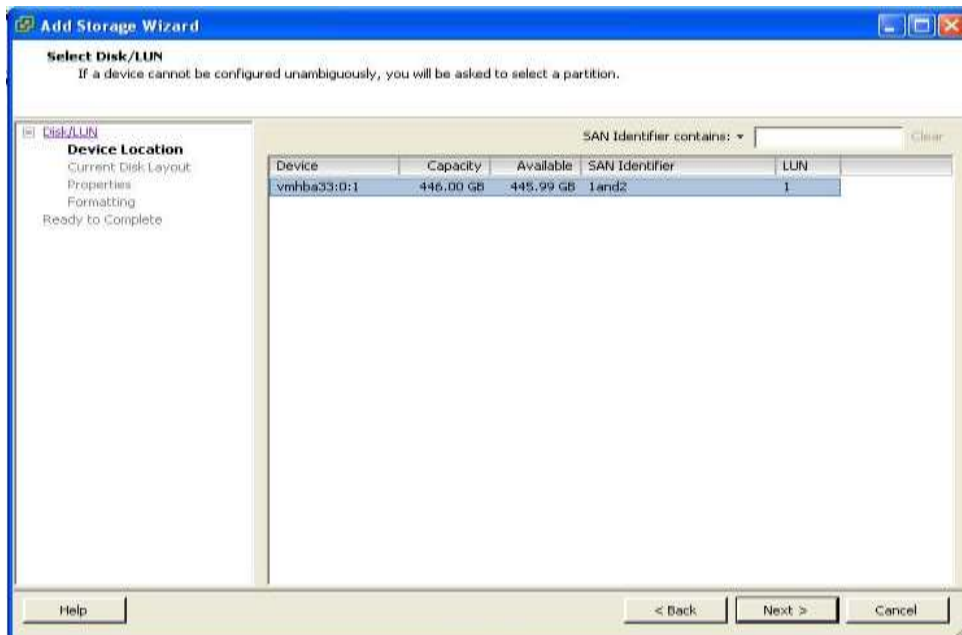 Add Storage Wizard
Select Disk/LUN
If a device cannot be configured unambiguously, you will be asked to select a partition.
Disk/LUN
Device Location
Current Disk Layout
Properties
Formatting
Ready to Complete
SAN Identifier contains: Clear
Device Capacity Available SAN Identifier LUN
vmhba33:0:1 446.00 GB 445.99 GB 1and2 1
Help < Back Next > Cancel